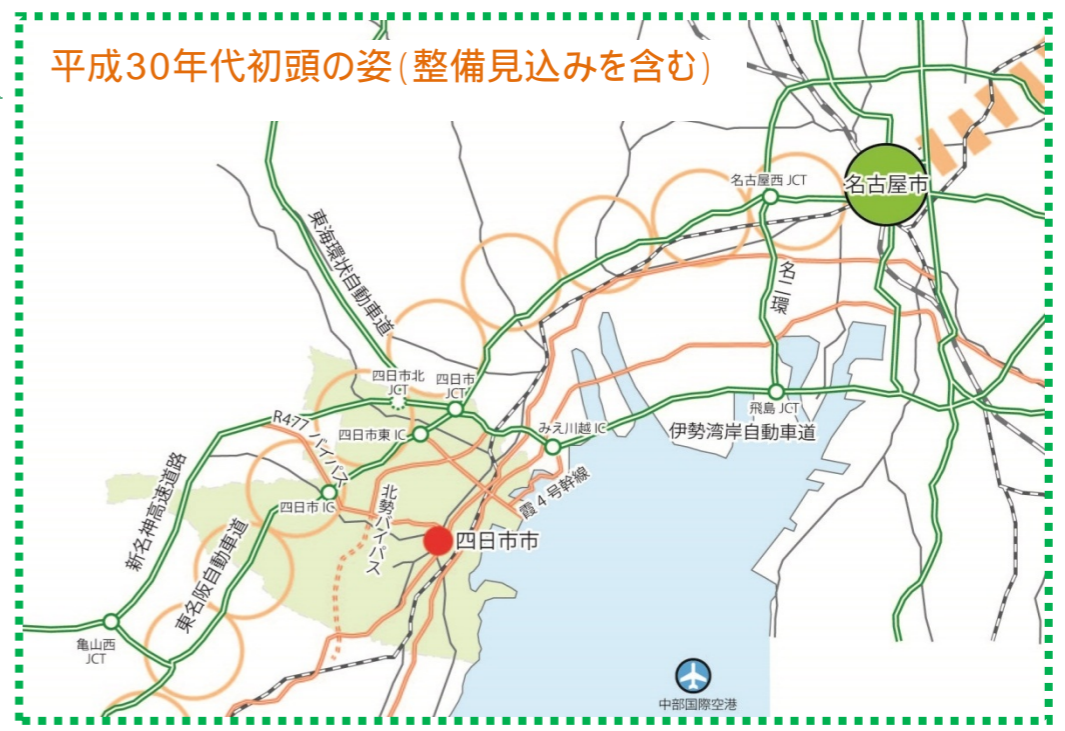 平成30年代初頭の姿(整備見込みを含む)
名古屋西 JCT
名古屋市
東海環状自動車道
名二環
四日市北
JCT
四日市
JCT
飛島 JCT
R477 バイパス
四日市東 IC
みえ川越 IC
伊勢湾岸自動車道
四日市 IC
北勢バイパス
霞4号幹線
新名神高速道路
四日市市
東名阪自動車道
亀山西
JCT
中部国際空港